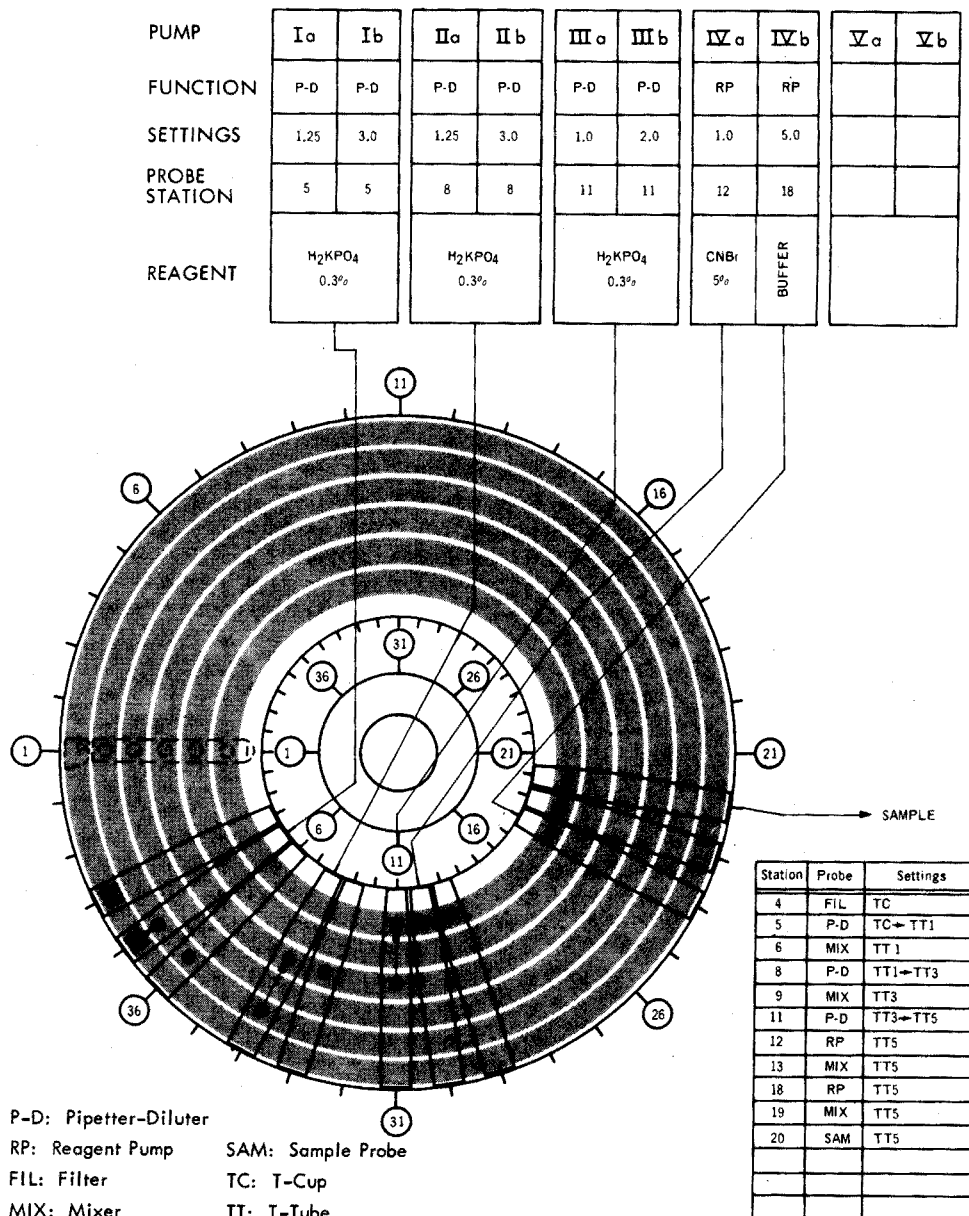 PUMP Ia Ib IIa IIb IIIa IIIb IVa IVb Va Vb
FUNCTION P-D P-D P-D P-D P-D P-D RP RP
SETTINGS 1.25 3.0 1.25 3.0 1.0 2.0 1.0 5.0
PROBE
STATION 5 5 8 8 11 11 12 18
REAGENT H2KPO4 H2KPO4 H2KPO4 CNBr BUFFER
0.3% 0.3% 0.3% 5%
11
6 16
31
36 26
1 1 21 21
6 16
11
SAMPLE
36 26
31
Station Probe Settings
4 FIL TC
5 P-D TC→TT1
6 MIX TT1
8 P-D TT1→TT3
9 MIX TT3
11 P-D TT3→TT5
12 RP TT5
13 MIX TT5
18 RP TT5
19 MIX TT5
20 SAM TT5
P-D: Pipetter-Diluter
RP: Reagent Pump SAM: Sample Probe
FIL: Filter TC: T-Cup
MIX: Mixer TT: T-Tube